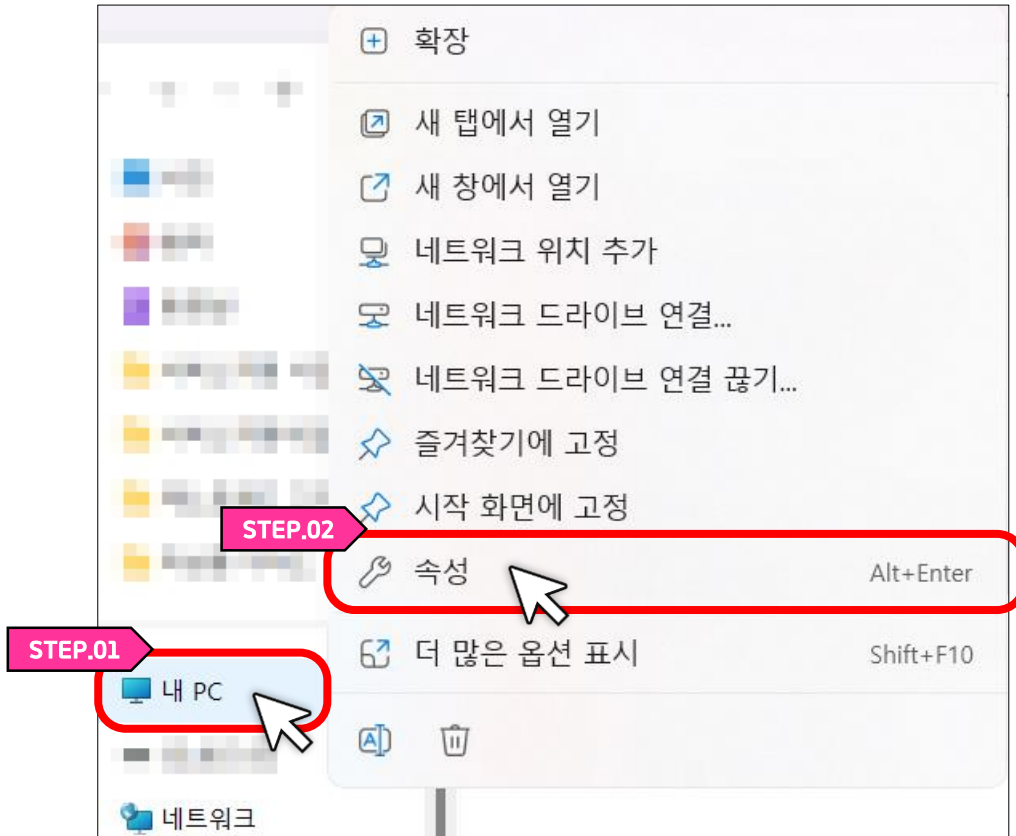 확장
새 탭에서 열기
새 창에서 열기
네트워크 위치 추가
네트워크 드라이브 연결...
네트워크 드라이브 연결 끊기...
즐겨찾기에 고정
시작 화면에 고정
STEP.02
속성 Alt+Enter
더 많은 옵션 표시 Shift+F10
STEP.01
내 PC
네트워크